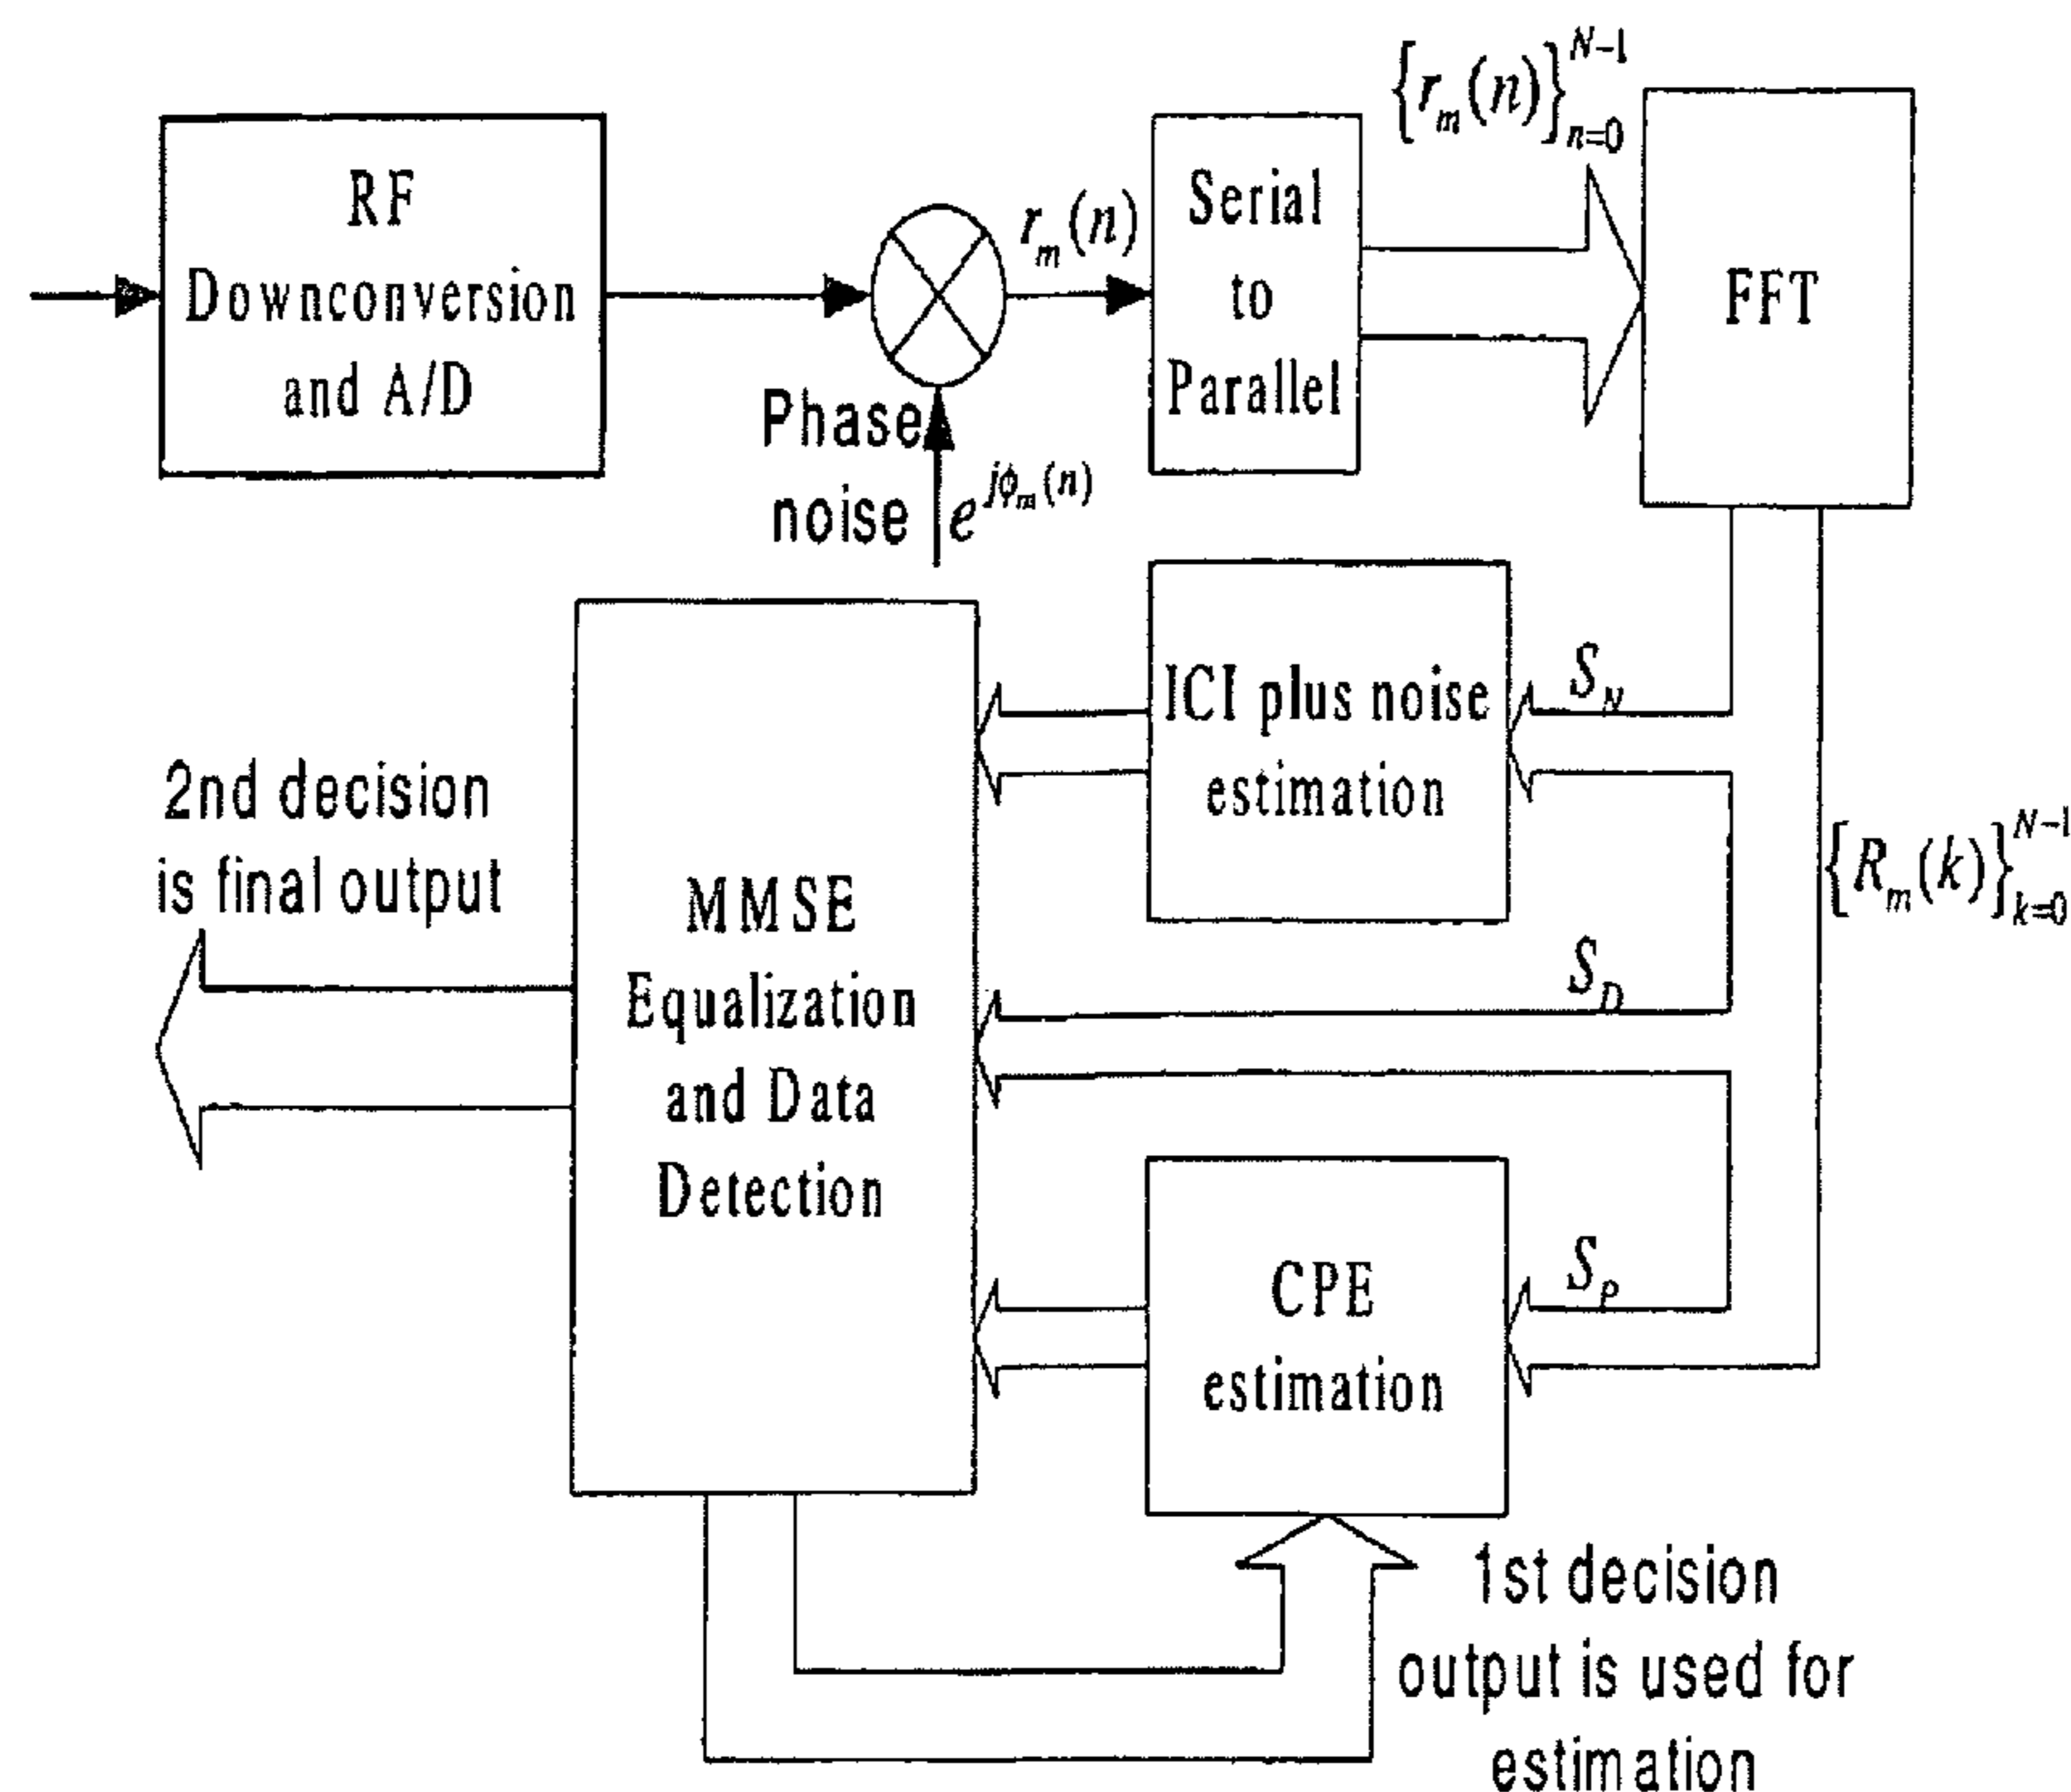 RF
Downconversion
and A/D
Phase
noise
e^{jϕ_m(n)}
r_m(n)
Serial
to
Parallel
{r_m(n)}_{n=0}^{N-1}
FFT
ICI plus noise
estimation
S_N
{R_m(k)}_{k=0}^{N-1}
S_D
MMSE
Equalization
and Data
Detection
2nd decision
is final output
CPE
estimation
S_P
1st decision
output is used for
estimation